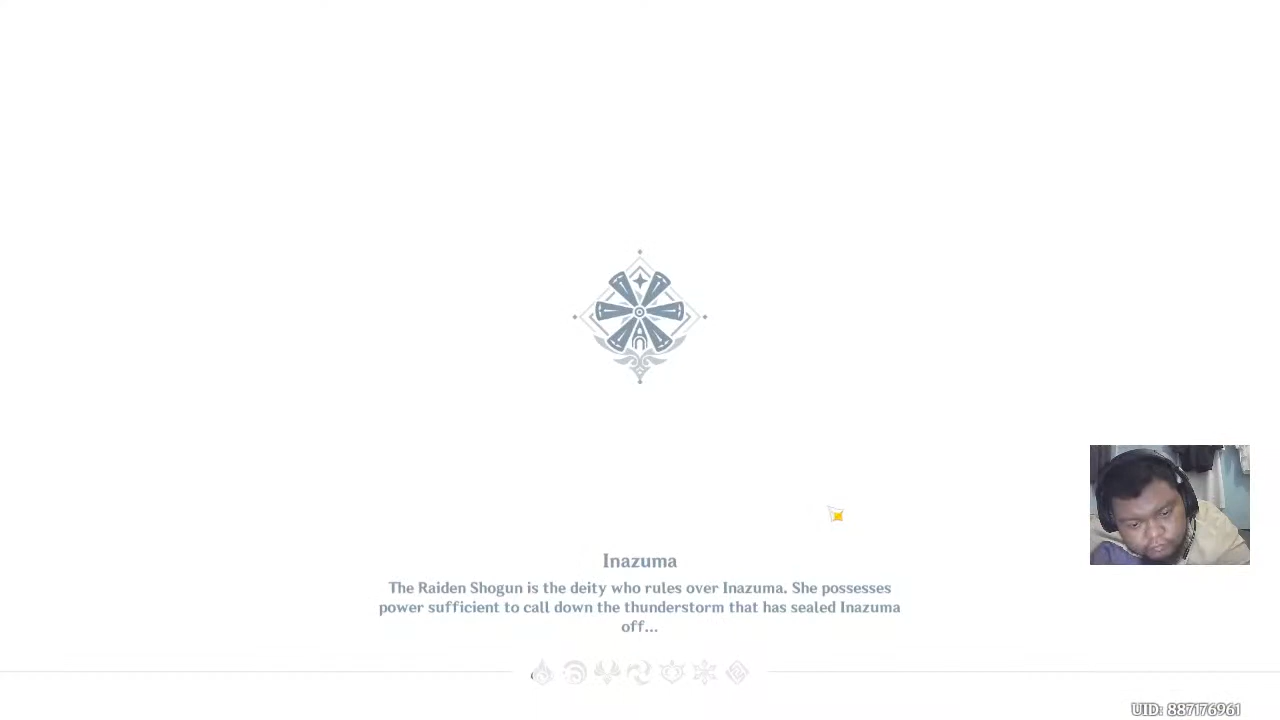 Inazuma
The Raiden Shogun is the deity who rules over Inazuma. She possesses
power sufficient to call down the thunderstorm that has sealed Inazuma
off...
UID: 887176961